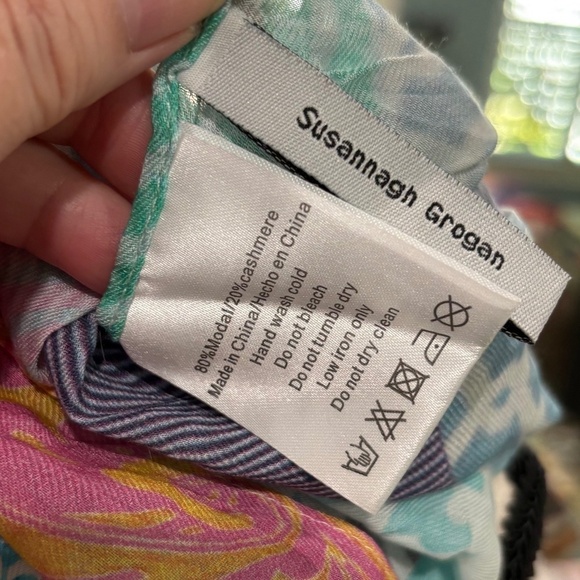 Susannagh Grogan
80%Modal/20%cashmere
Made in China/Hecho en China
Hand wash cold
Do not bleach
Do not tumble dry
Low iron only
Do not dry clean